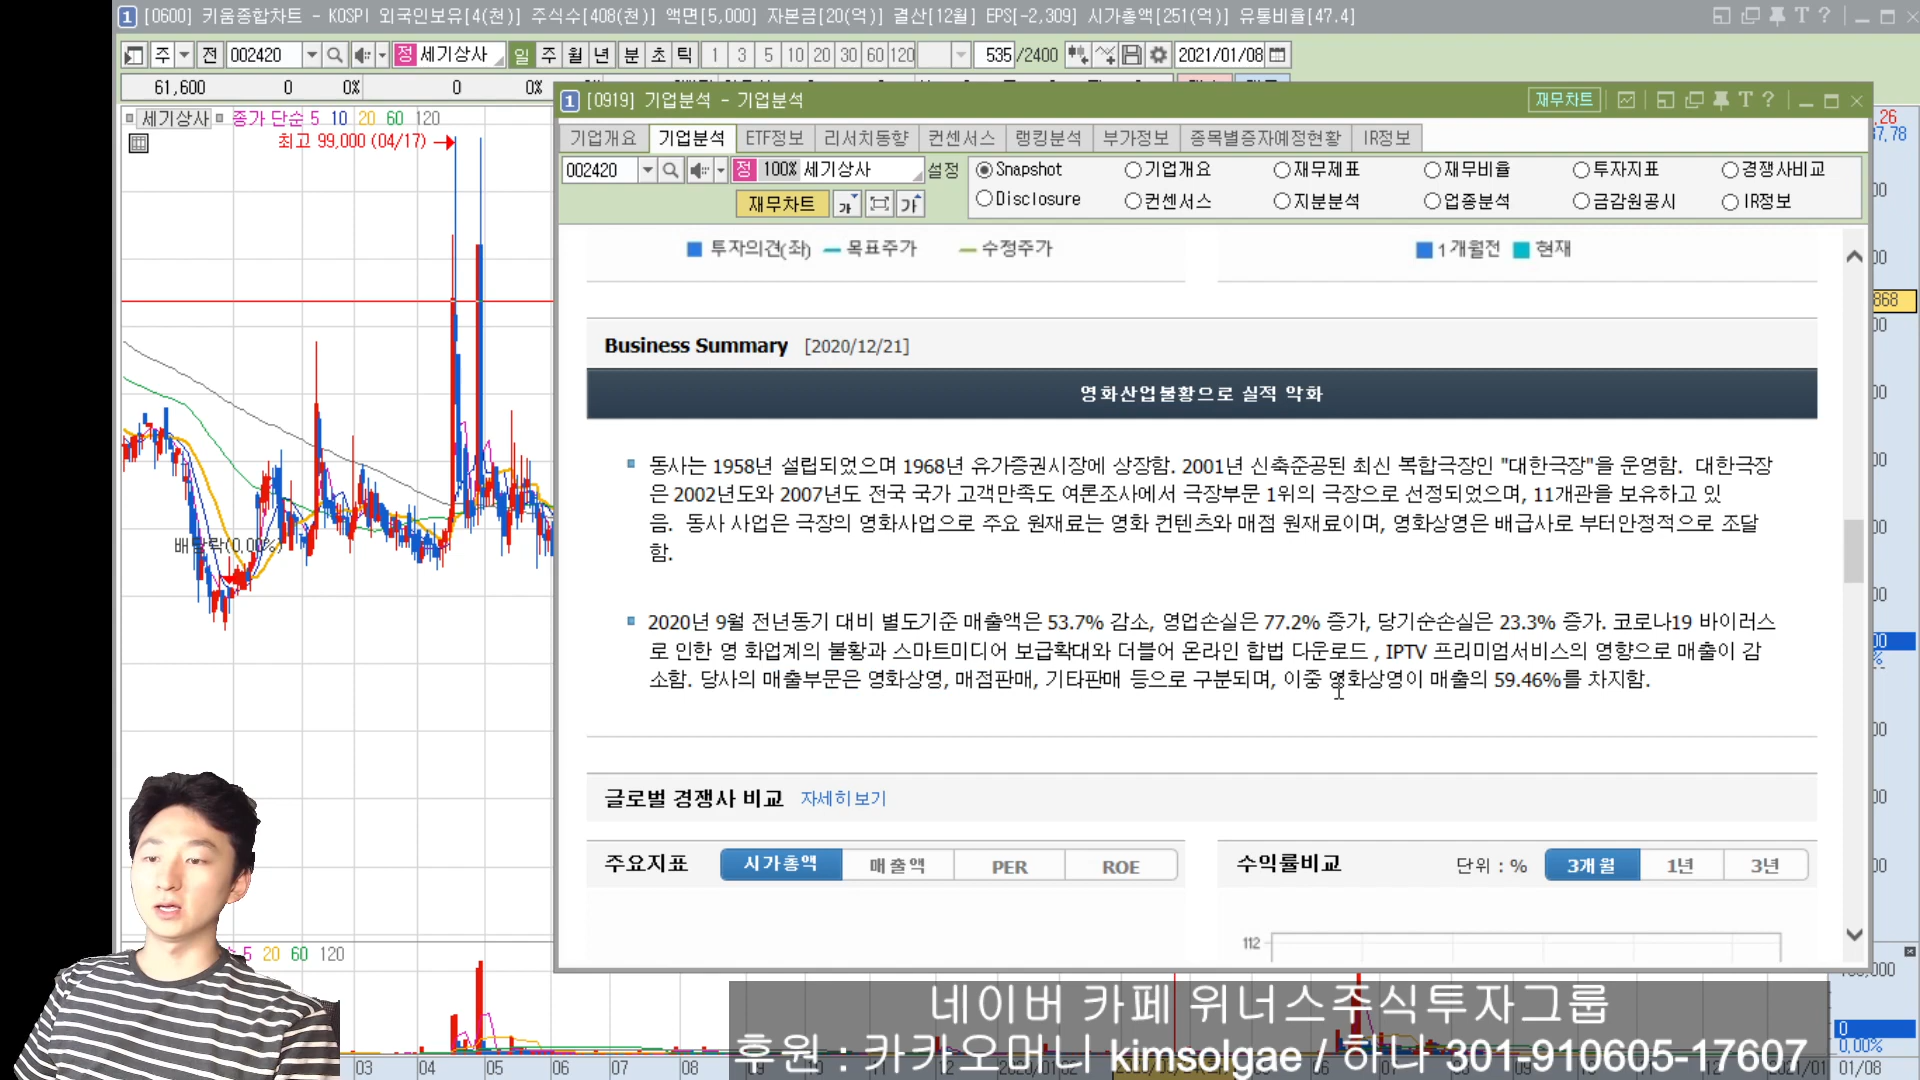 [0600] 키움종합차트 - KOSPI 외국인보유[4(천)] 주식수[408(천)] 액면[5,000] 자본금[20(억)] 결산[12월] EPS[-2,309] 시가총액[251(억)] 유통비율[47.4]
주 전 002420 정 세기상사 일 주 월 년 분 초 틱 1 3 5 10 20 30 60 120 535 /2400 2021/01/08
61,600 0 0% 0 0%
세기상사 종가 단순 5 10 20 60 120
최고 99,000 (04/17)
[0919] 기업분석 - 기업분석 재무차트
기업개요 기업분석 ETF정보 리서치동향 컨센서스 랭킹분석 부가정보 종목별증자예정현황 IR정보
002420 정 100% 세기상사 설정 Snapshot 기업개요 재무제표 재무비율 투자지표 경쟁사비교
재무차트 Disclosure 컨센서스 지분분석 업종분석 금감원공시 IR정보
투자의견(좌) 목표주가 수정주가 1개월전 현재
Business Summary [2020/12/21]
영화산업불황으로 실적 악화
동사는 1958년 설립되었으며 1968년 유가증권시장에 상장함. 2001년 신축준공된 최신 복합극장인 "대한극장"을 운영함. 대한극장
은 2002년도와 2007년도 전국 국가 고객만족도 여론조사에서 극장부문 1위의 극장으로 선정되었으며, 11개관을 보유하고 있
음. 동사 사업은 극장의 영화사업으로 주요 원재료는 영화 컨텐츠와 매점 원재료이며, 영화상영은 배급사로 부터안정적으로 조달
함.
2020년 9월 전년동기 대비 별도기준 매출액은 53.7% 감소, 영업손실은 77.2% 증가, 당기순손실은 23.3% 증가. 코로나19 바이러스
로 인한 영 화업계의 불황과 스마트미디어 보급확대와 더블어 온라인 합법 다운로드 , IPTV 프리미엄서비스의 영향으로 매출이 감
소함. 당사의 매출부문은 영화상영, 매점판매, 기타판매 등으로 구분되며, 이중 영화상영이 매출의 59.46%를 차지함.
글로벌 경쟁사 비교 자세히보기
주요지표 시가총액 매출액 PER ROE
수익률비교 단위 : % 3개월 1년 3년
112
5 20 60 120
03 04 05 06 07 08
0
0,00%
01/08
네이버 카페 위너스주식투자그룹
후원 : 카카오머니 kimsolgae / 하나 301-910605-17607